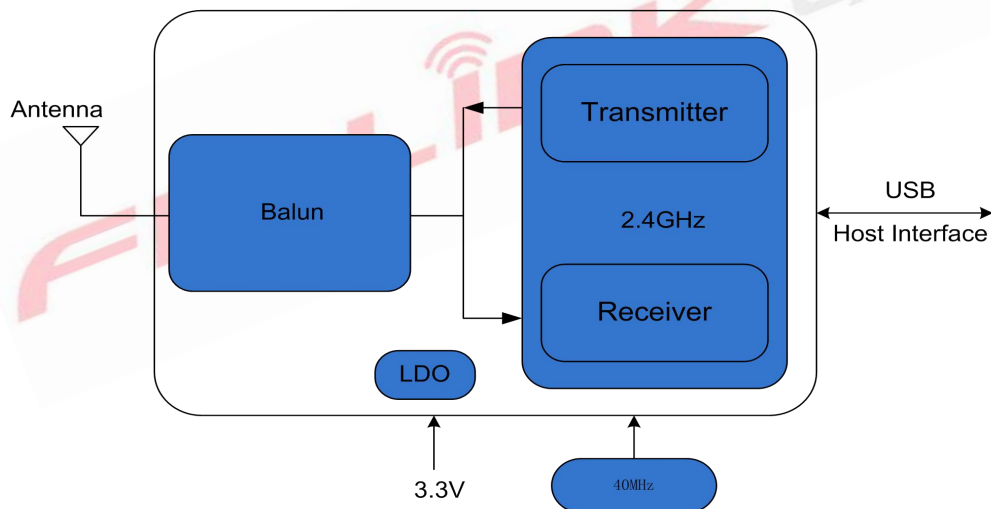 Antenna
Balun
Transmitter
2.4GHz
Receiver
USB
Host Interface
LDO
3.3V
40MHz